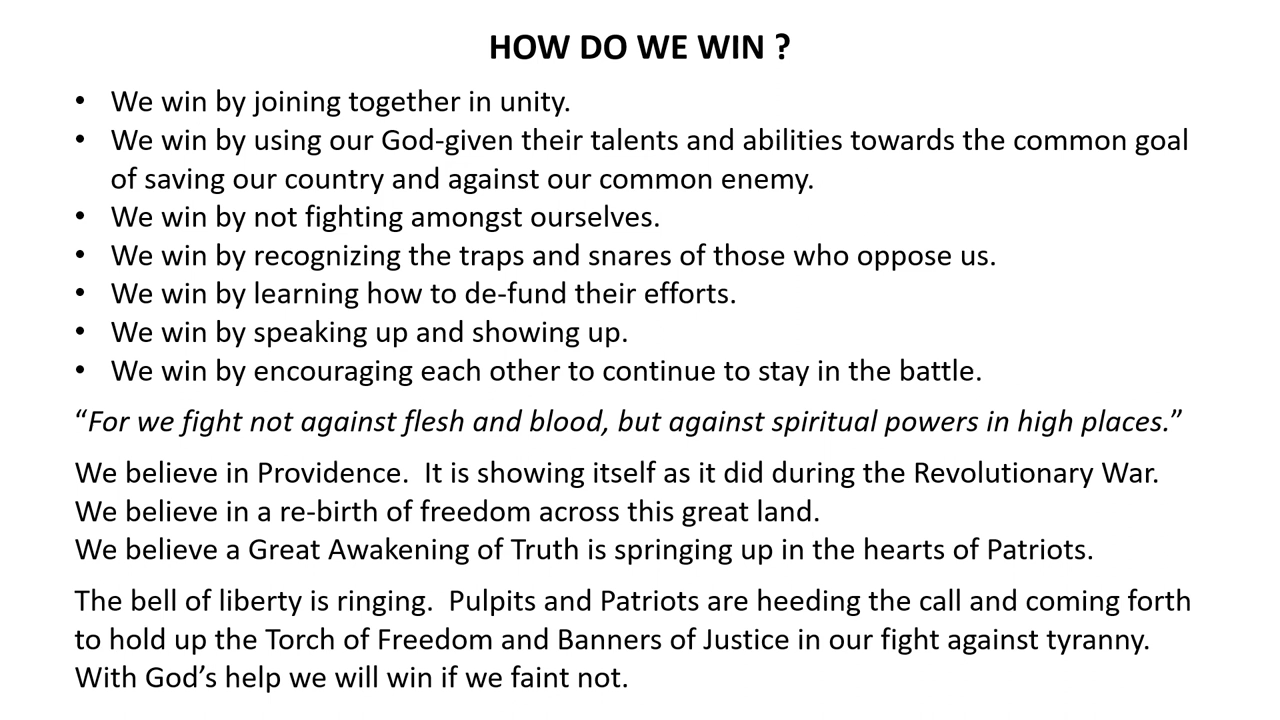 HOW DO WE WIN ?
• We win by joining together in unity.
• We win by using our God-given their talents and abilities towards the common goal
of saving our country and against our common enemy.
• We win by not fighting amongst ourselves.
• We win by recognizing the traps and snares of those who oppose us.
• We win by learning how to de-fund their efforts.
• We win by speaking up and showing up.
• We win by encouraging each other to continue to stay in the battle.
“For we fight not against flesh and blood, but against spiritual powers in high places.”
We believe in Providence.  It is showing itself as it did during the Revolutionary War.
We believe in a re-birth of freedom across this great land.
We believe a Great Awakening of Truth is springing up in the hearts of Patriots.
The bell of liberty is ringing.  Pulpits and Patriots are heeding the call and coming forth
to hold up the Torch of Freedom and Banners of Justice in our fight against tyranny.
With God’s help we will win if we faint not.